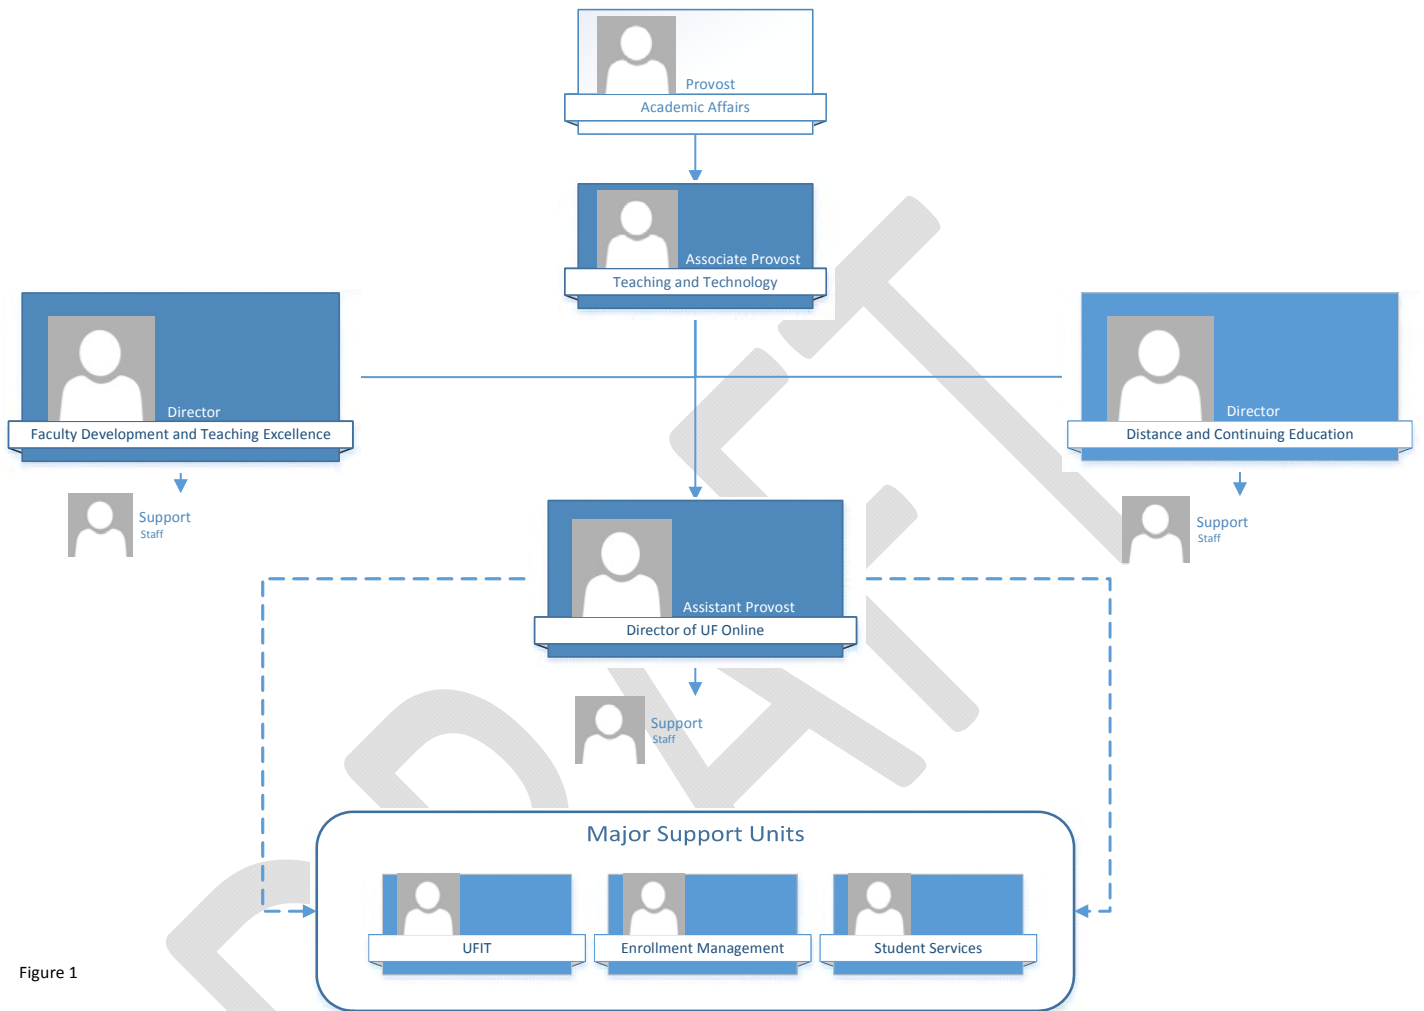 Provost
Academic Affairs
Associate Provost
Teaching and Technology
Director
Faculty Development and Teaching Excellence
Director
Distance and Continuing Education
Support
Staff
Support
Staff
Assistant Provost
Director of UF Online
Support
Staff
Major Support Units
UFIT
Enrollment Management
Student Services
Figure 1
DRAFT